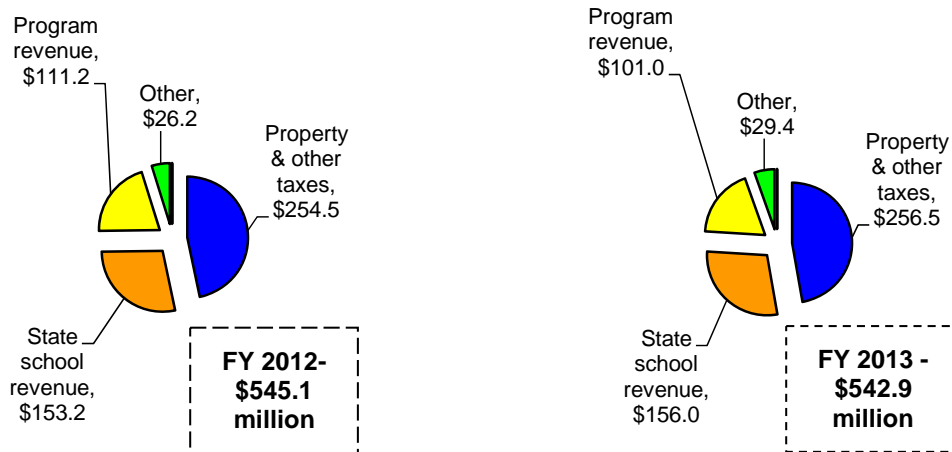 Program
revenue,
$111.2
Other,
$26.2
Property
& other
taxes,
$254.5
State
school
revenue,
$153.2
FY 2012-
$545.1
million
Program
revenue,
$101.0
Other,
$29.4
Property
& other
taxes,
$256.5
State
school
revenue,
$156.0
FY 2013 -
$542.9
million